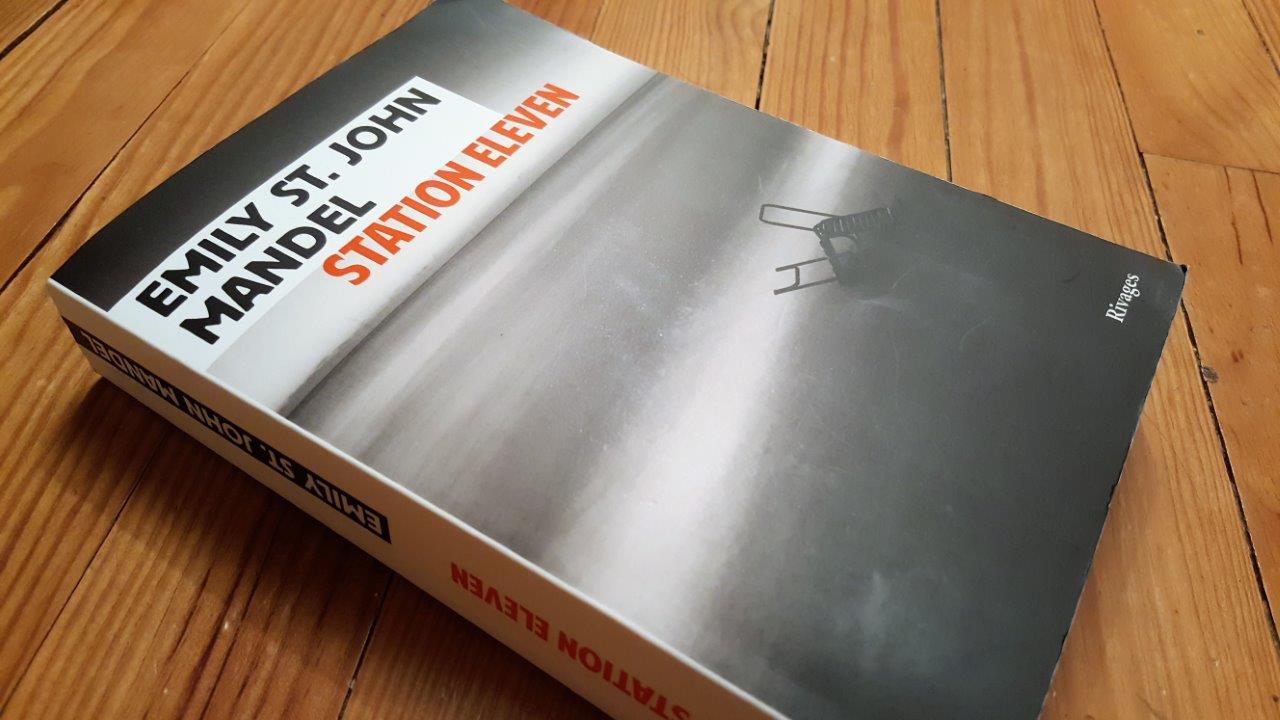 EMILY ST. JOHN
MANDEL
STATION ELEVEN
Rivages
EMILY ST. JOHN MANDEL
STATION ELEVEN